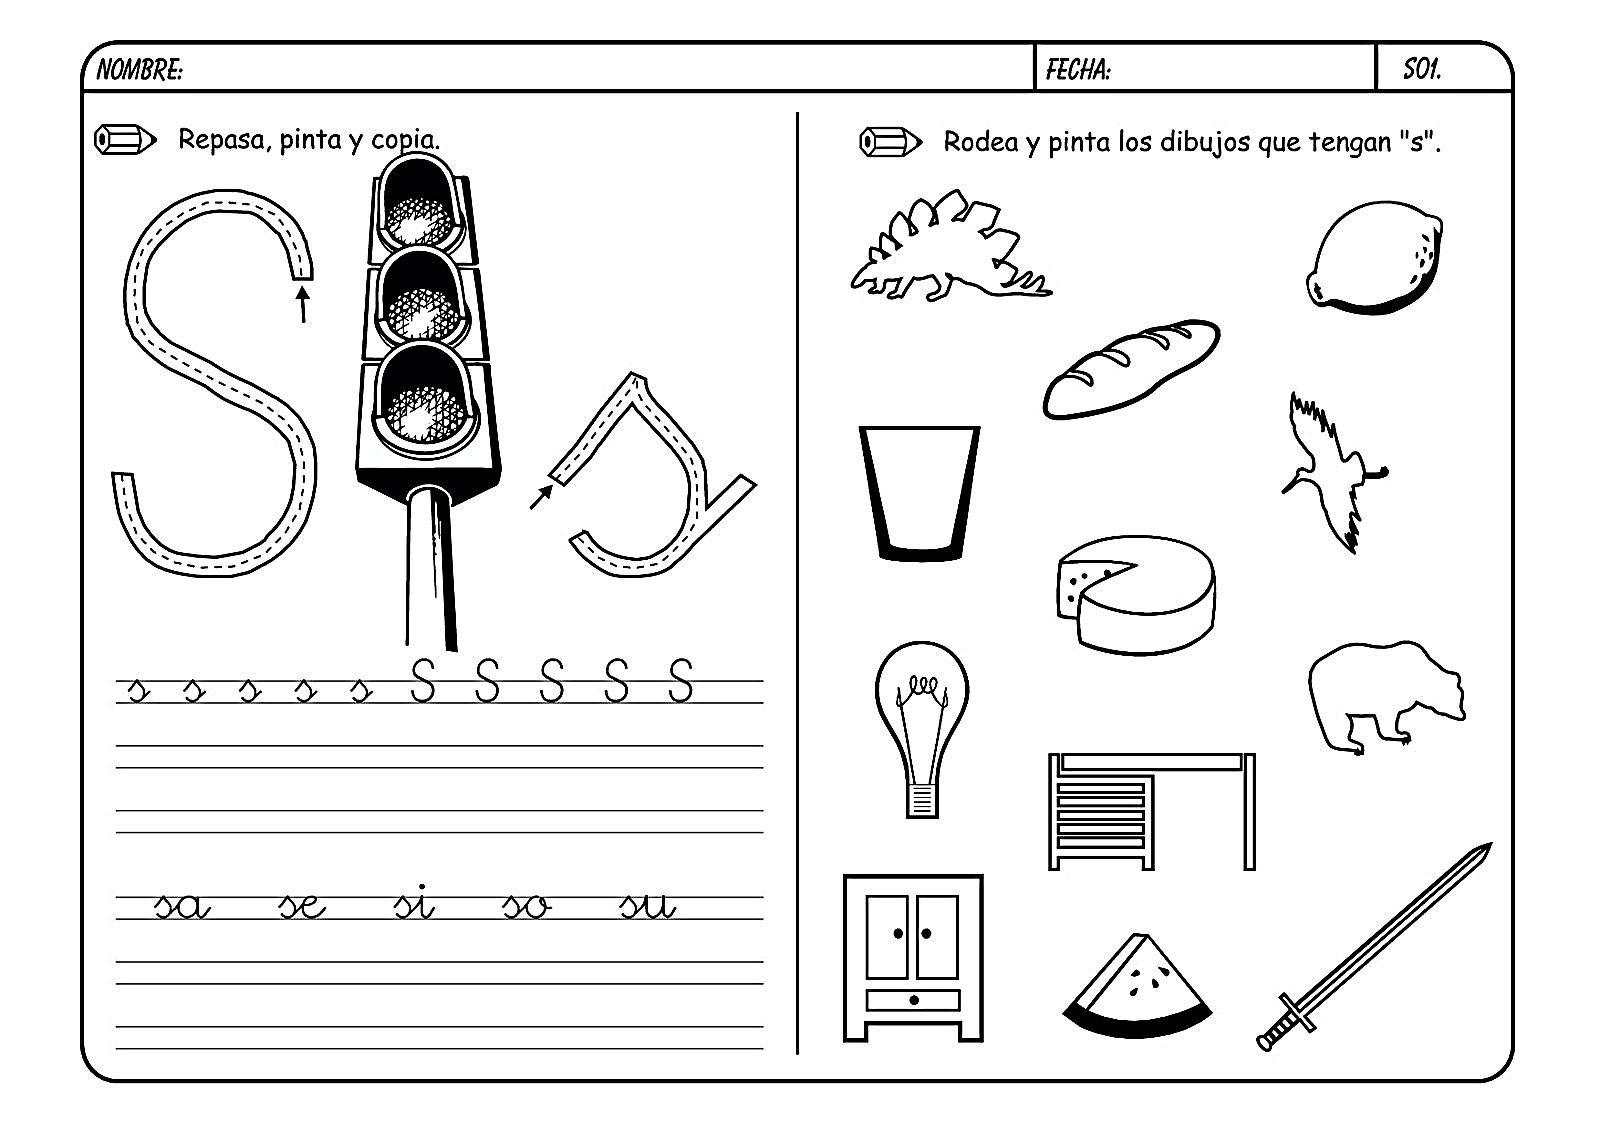 NOMBRE:
FECHA:
S01.
Repasa, pinta y copia.
S s
s s s s s S S S S S
sa se si so su
Rodea y pinta los dibujos que tengan "s".